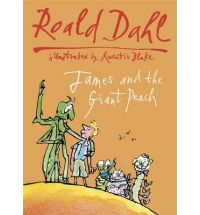 Roald Dahl
illustrated by Quentin Blake
James and the
Giant Peach